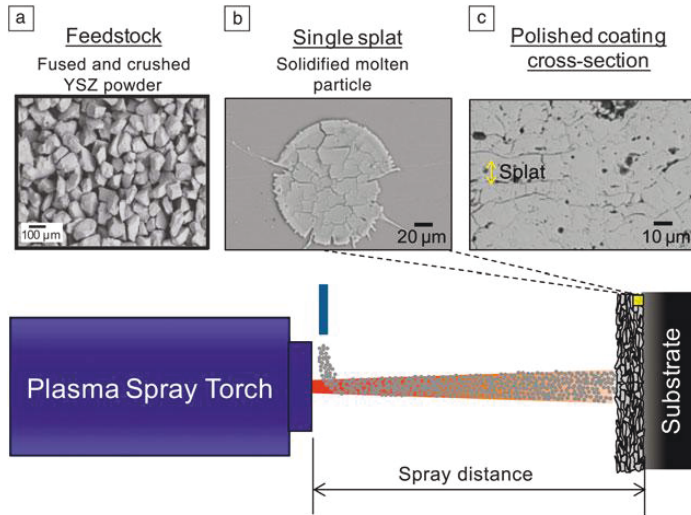 a
Feedstock
Fused and crushed
YSZ powder
100 µm
b
Single splat
Solidified molten
particle
20 µm
c
Polished coating
cross-section
Splat
10 µm
Plasma Spray Torch
Substrate
Spray distance